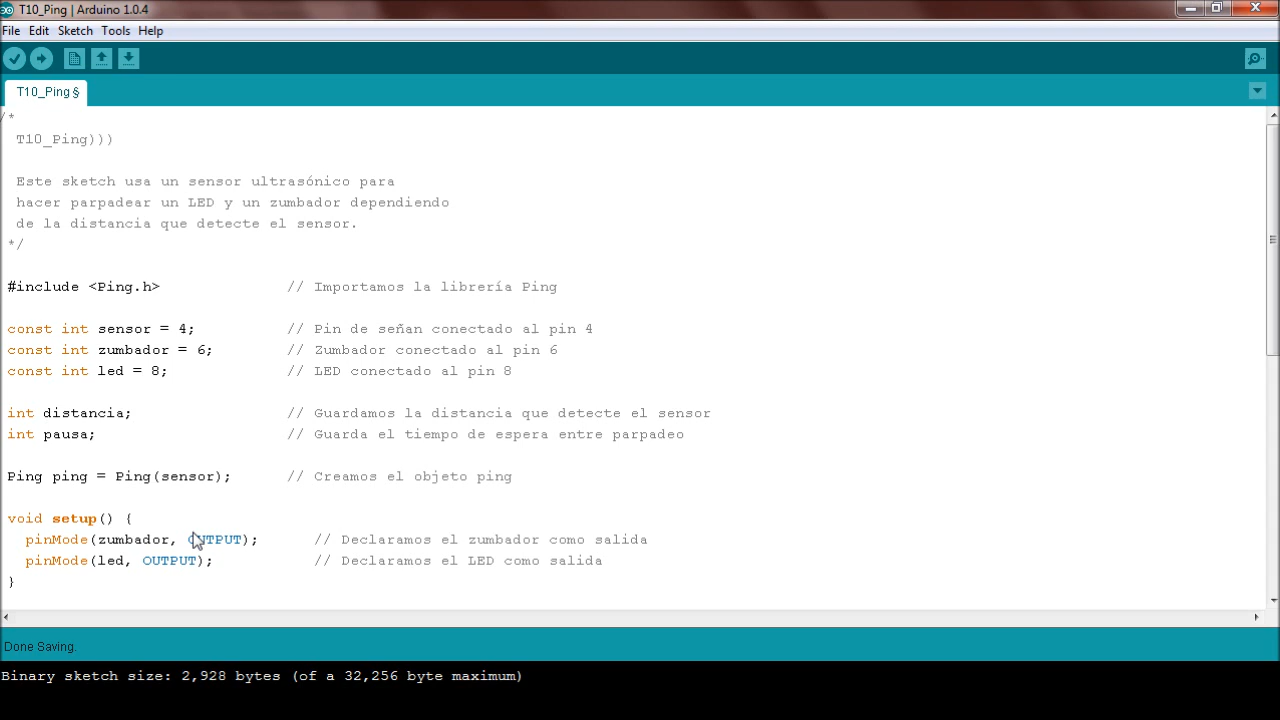 T10_Ping | Arduino 1.0.4
File Edit Sketch Tools Help
T10_Ping §
/*
T10_Ping)))
Este sketch usa un sensor ultrasónico para
hacer parpadear un LED y un zumbador dependiendo
de la distancia que detecte el sensor.
*/
#include <Ping.h> // Importamos la librería Ping
const int sensor = 4; // Pin de señan conectado al pin 4
const int zumbador = 6; // Zumbador conectado al pin 6
const int led = 8; // LED conectado al pin 8
int distancia; // Guardamos la distancia que detecte el sensor
int pausa; // Guarda el tiempo de espera entre parpadeo
Ping ping = Ping(sensor); // Creamos el objeto ping
void setup() {
pinMode(zumbador, OUTPUT); // Declaramos el zumbador como salida
pinMode(led, OUTPUT); // Declaramos el LED como salida
}
Done Saving.
Binary sketch size: 2,928 bytes (of a 32,256 byte maximum)